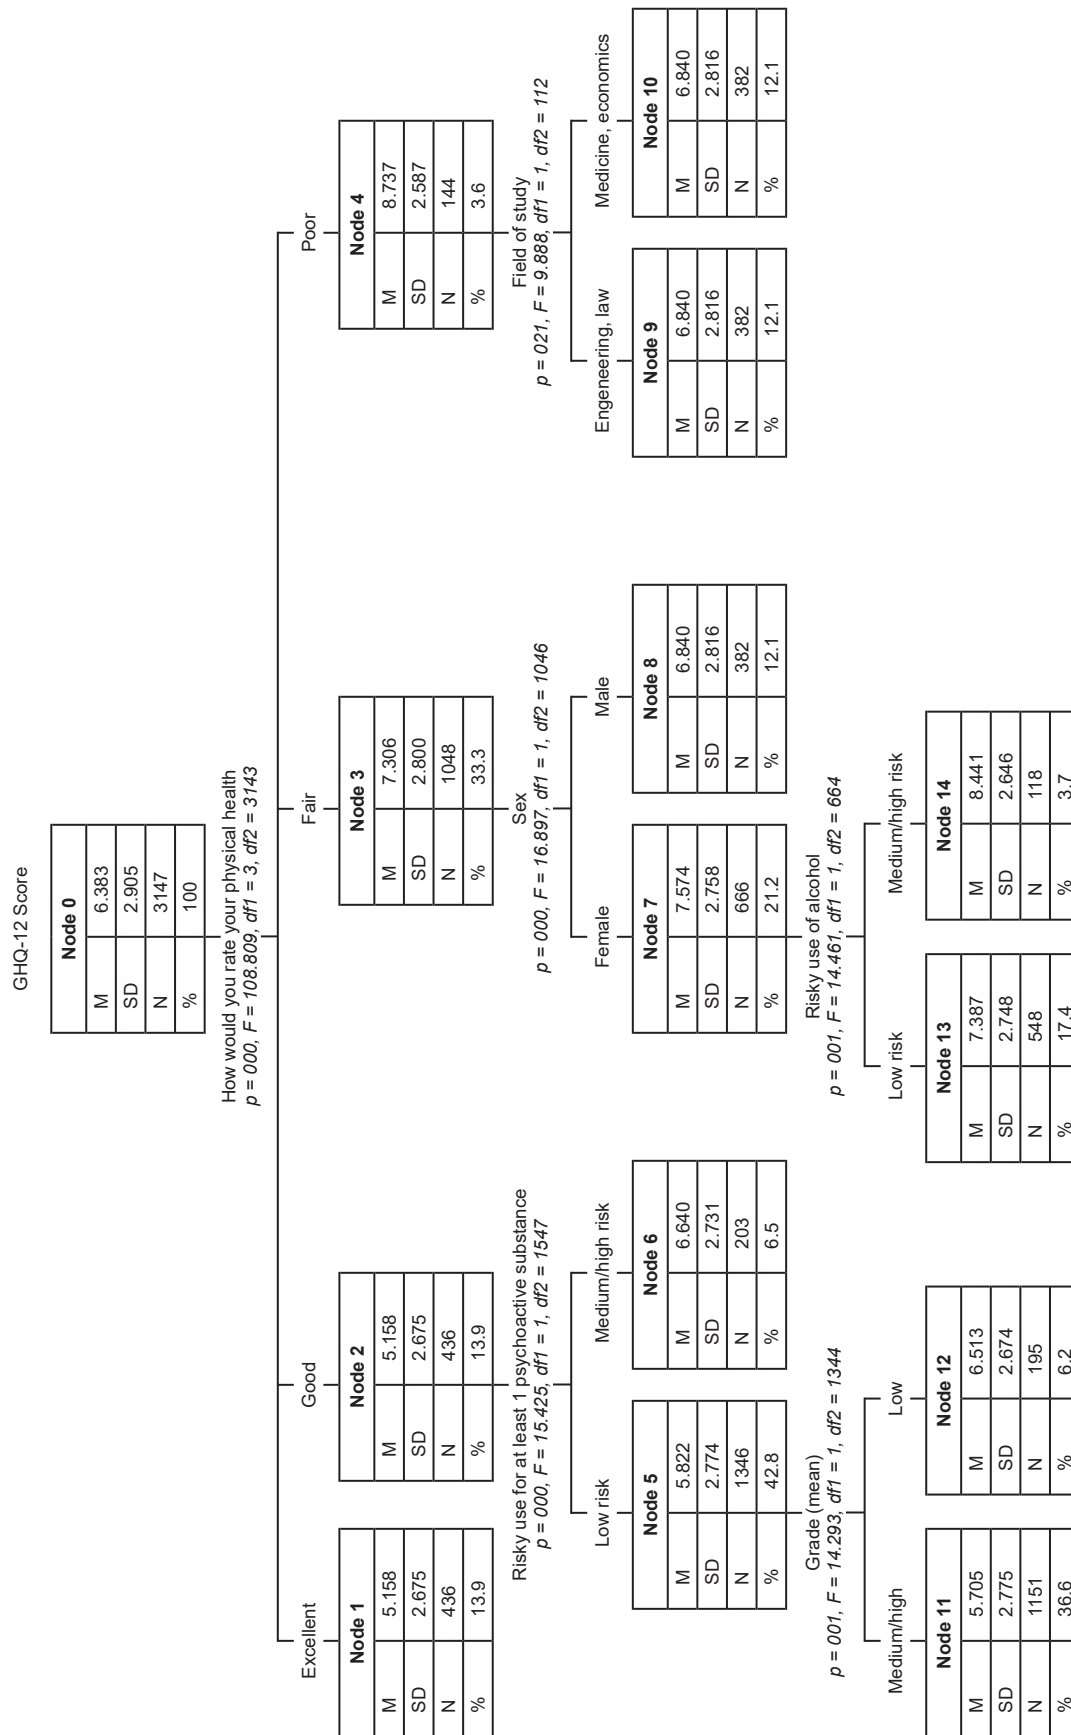 GHQ-12 Score
Node 0
M 6.383
SD 2.905
N 3147
% 100
How would you rate your physical health
p = 000, F = 108.809, df1 = 3, df2 = 3143
Excellent
Node 1
M 5.158
SD 2.675
N 436
% 13.9
Good
Node 2
M 5.158
SD 2.675
N 436
% 13.9
Fair
Node 3
M 7.306
SD 2.800
N 1048
% 33.3
Poor
Node 4
M 8.737
SD 2.587
N 144
% 3.6
Risky use for at least 1 psychoactive substance
p = 000, F = 15.425, df1 = 1, df2 = 1547
Low risk
Node 5
M 5.822
SD 2.774
N 1346
% 42.8
Medium/high risk
Node 6
M 6.640
SD 2.731
N 203
% 6.5
Sex
p = 000, F = 16.897, df1 = 1, df2 = 1046
Female
Node 7
M 7.574
SD 2.758
N 666
% 21.2
Male
Node 8
M 6.840
SD 2.816
N 382
% 12.1
Field of study
p = 021, F = 9.888, df1 = 1, df2 = 112
Engeneering, law
Node 9
M 6.840
SD 2.816
N 382
% 12.1
Medicine, economics
Node 10
M 6.840
SD 2.816
N 382
% 12.1
Grade (mean)
p = 001, F = 14.293, df1 = 1, df2 = 1344
Medium/high
Node 11
M 5.705
SD 2.775
N 1151
% 36.6
Low
Node 12
M 6.513
SD 2.674
N 195
% 6.2
Risky use of alcohol
p = 001, F = 14.461, df1 = 1, df2 = 664
Low risk
Node 13
M 7.387
SD 2.748
N 548
% 17.4
Medium/high risk
Node 14
M 8.441
SD 2.646
N 118
% 3.7